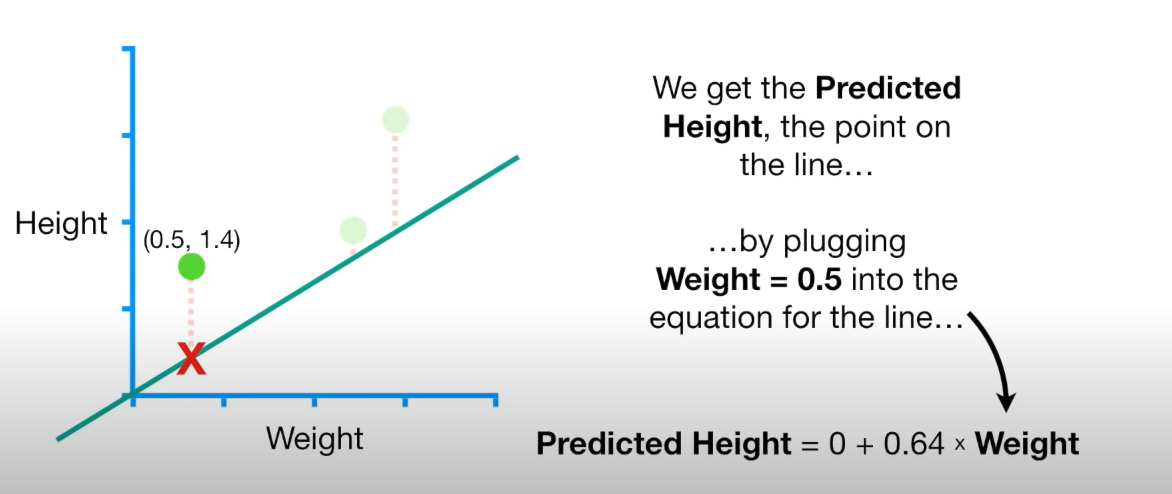 Height
(0.5, 1.4)
X
Weight
We get the Predicted
Height, the point on
the line…
…by plugging
Weight = 0.5 into the
equation for the line…
Predicted Height = 0 + 0.64 × Weight